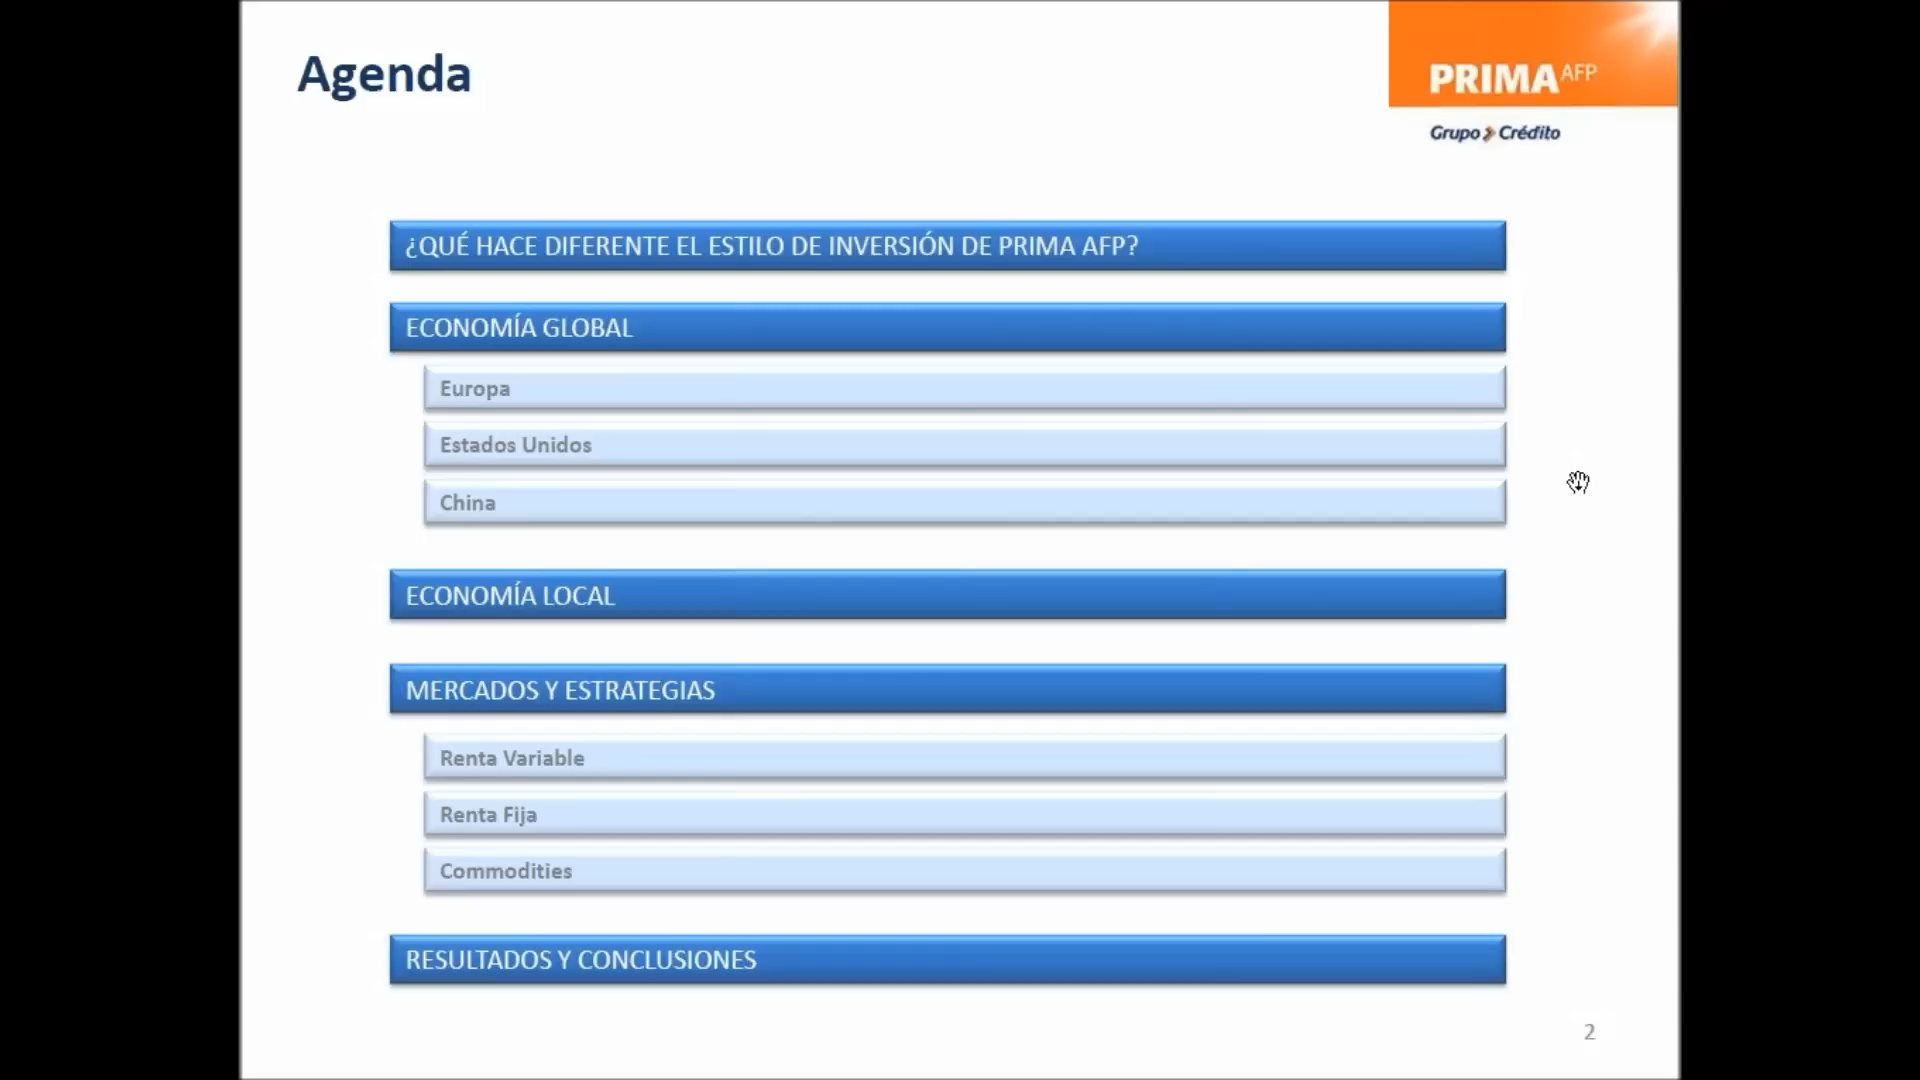 Agenda
PRIMA AFP
Grupo Crédito
¿QUÉ HACE DIFERENTE EL ESTILO DE INVERSIÓN DE PRIMA AFP?
ECONOMÍA GLOBAL
Europa
Estados Unidos
China
ECONOMÍA LOCAL
MERCADOS Y ESTRATEGIAS
Renta Variable
Renta Fija
Commodities
RESULTADOS Y CONCLUSIONES
2